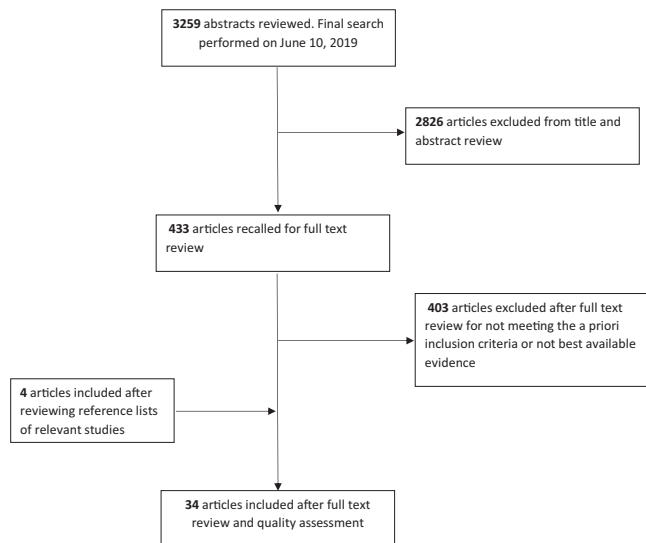 3259 abstracts reviewed. Final search
performed on June 10, 2019
2826 articles excluded from title and
abstract review
433 articles recalled for full text
review
403 articles excluded after full text
review for not meeting the a priori
inclusion criteria or not best available
evidence
4 articles included after
reviewing reference lists
of relevant studies
34 articles included after full text
review and quality assessment